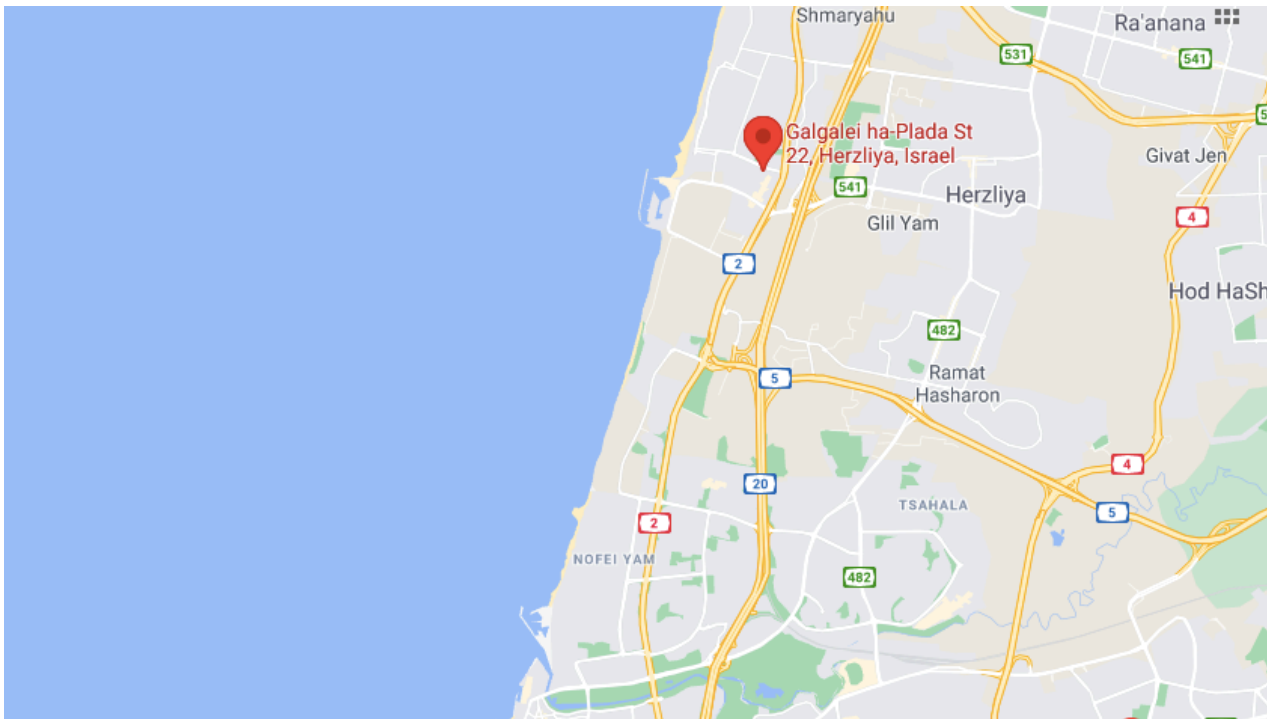 Shmaryahu
Ra'anana
531
541
Galgalei ha-Plada St
22, Herzliya, Israel
Givat Jen
541
Herzliya
4
Glil Yam
2
Hod HaSh
482
5
Ramat
Hasharon
4
20
TSAHALA
5
2
NOFEI YAM
482